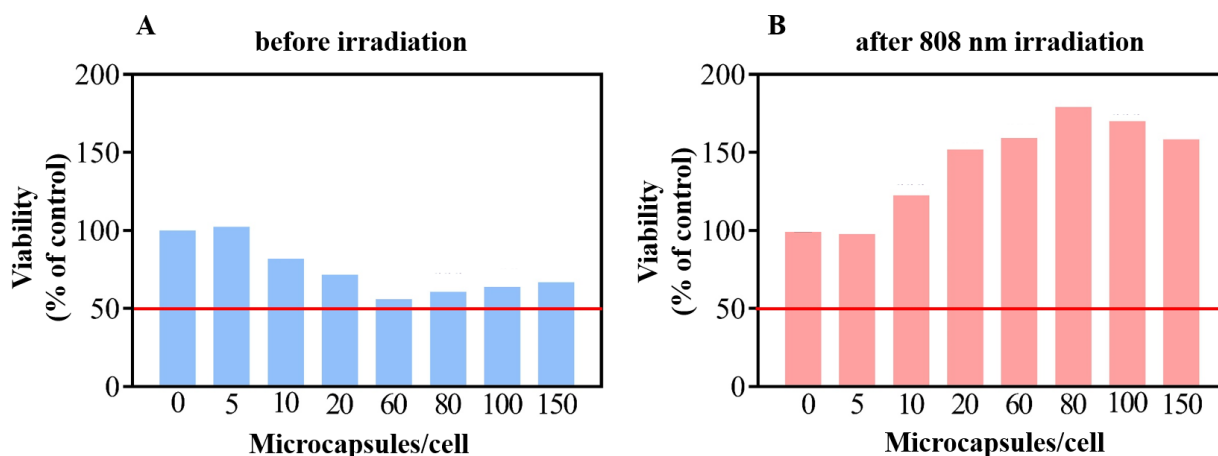 A
before irradiation
Viability
(% of control)
200
150
100
50
0
0 5 10 20 60 80 100 150
Microcapsules/cell
B
after 808 nm irradiation
Viability
(% of control)
200
150
100
50
0
0 5 10 20 60 80 100 150
Microcapsules/cell